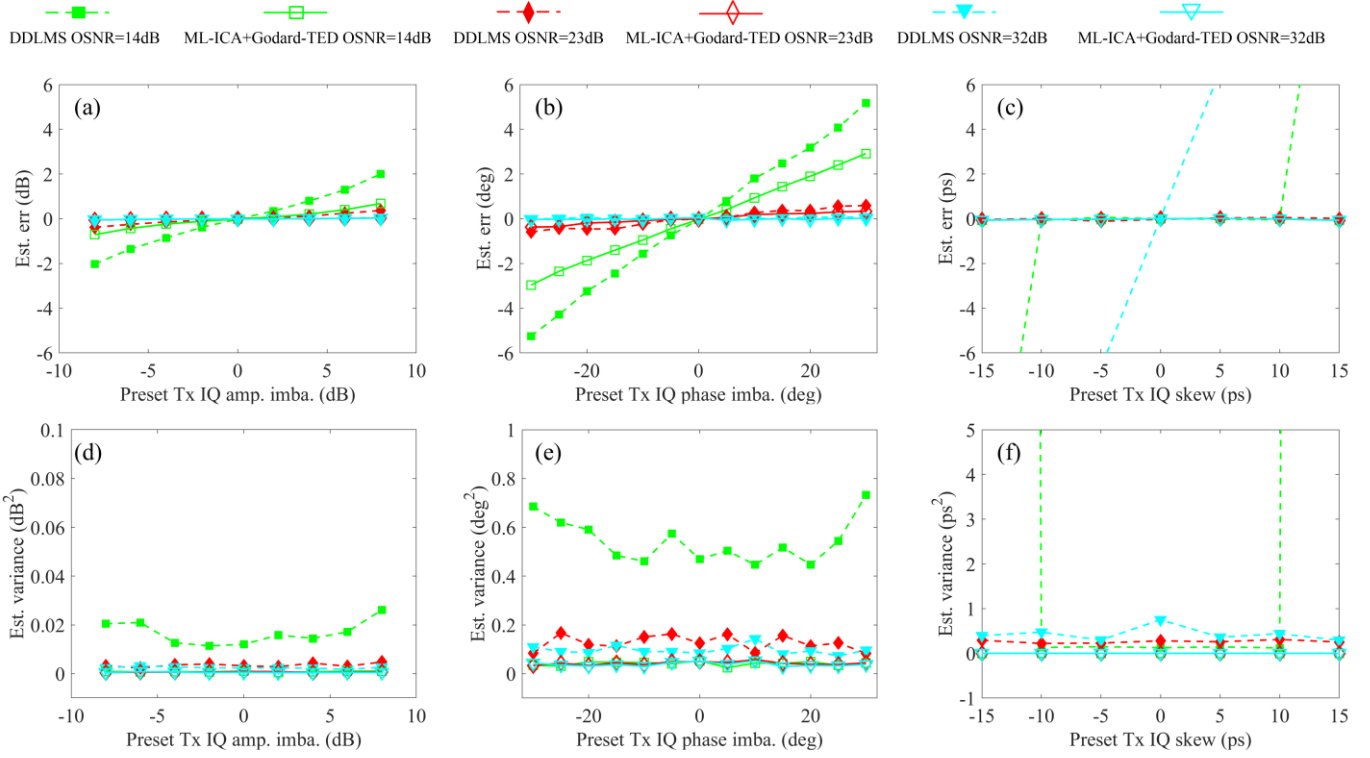 DDLMS OSNR=14dB ML-ICA+Godard-TED OSNR=14dB DDLMS OSNR=23dB ML-ICA+Godard-TED OSNR=23dB DDLMS OSNR=32dB ML-ICA+Godard-TED OSNR=32dB
(a)
Est. err (dB)
6
4
2
0
-2
-4
-6
-10 -5 0 5 10
Preset Tx IQ amp. imba. (dB)
(b)
Est. err (deg)
6
4
2
0
-2
-4
-6
-20 0 20
Preset Tx IQ phase imba. (deg)
(c)
Est. err (ps)
6
4
2
0
-2
-4
-6
-15 -10 -5 0 5 10 15
Preset Tx IQ skew (ps)
(d)
Est. variance (dB²)
0.1
0.08
0.06
0.04
0.02
0
-10 -5 0 5 10
Preset Tx IQ amp. imba. (dB)
(e)
Est. variance (deg²)
1
0.8
0.6
0.4
0.2
0
-20 0 20
Preset Tx IQ phase imba. (deg)
(f)
Est. variance (ps²)
5
4
3
2
1
0
-1
-15 -10 -5 0 5 10 15
Preset Tx IQ skew (ps)